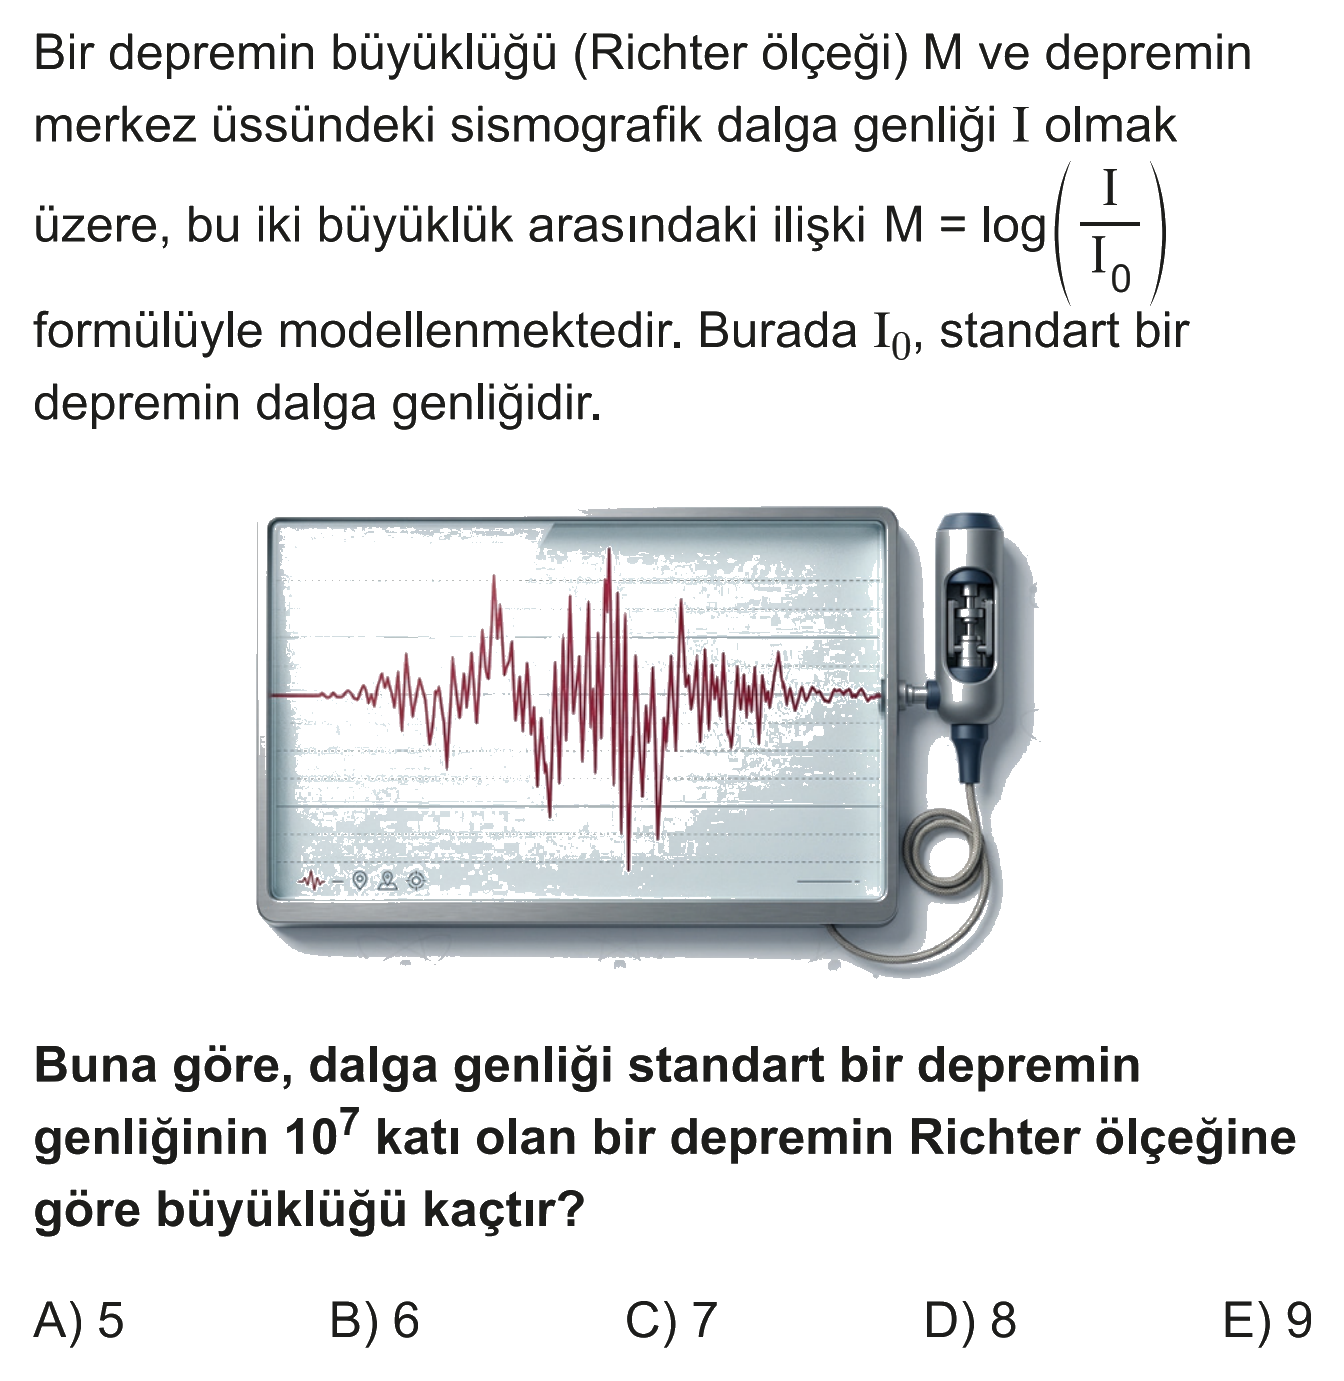 Bir depremin büyüklüğü (Richter ölçeği) M ve depremin
merkez üssündeki sismografik dalga genliği I olmak
üzere, bu iki büyüklük arasındaki ilişki M = log(I/I₀)
formülüyle modellenmektedir. Burada I₀, standart bir
depremin dalga genliğidir.
Buna göre, dalga genliği standart bir depremin
genliğinin 10⁷ katı olan bir depremin Richter ölçeğine
göre büyüklüğü kaçtır?
A) 5 B) 6 C) 7 D) 8 E) 9